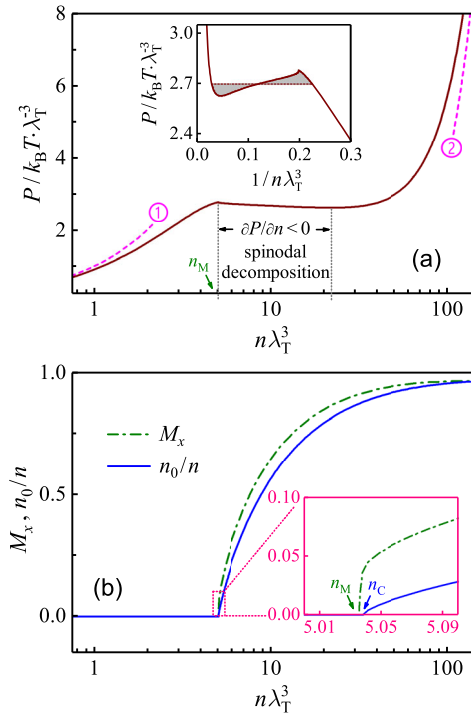 8
6
4
2
P / k_B T · λ_T^-3
3.0
2.7
2.4
P / k_B T · λ_T^-3
0.0 0.1 0.2 0.3
1/nλ_T^3
①
②
∂P/∂n < 0
spinodal
decomposition
n_M
(a)
1 10 100
nλ_T^3
1.0
0.5
0.0
M_x, n_0/n
M_x
n_0/n
(b)
0.10
0.05
0.00
n_M
n_C
5.01 5.05 5.09
1 10 100
nλ_T^3